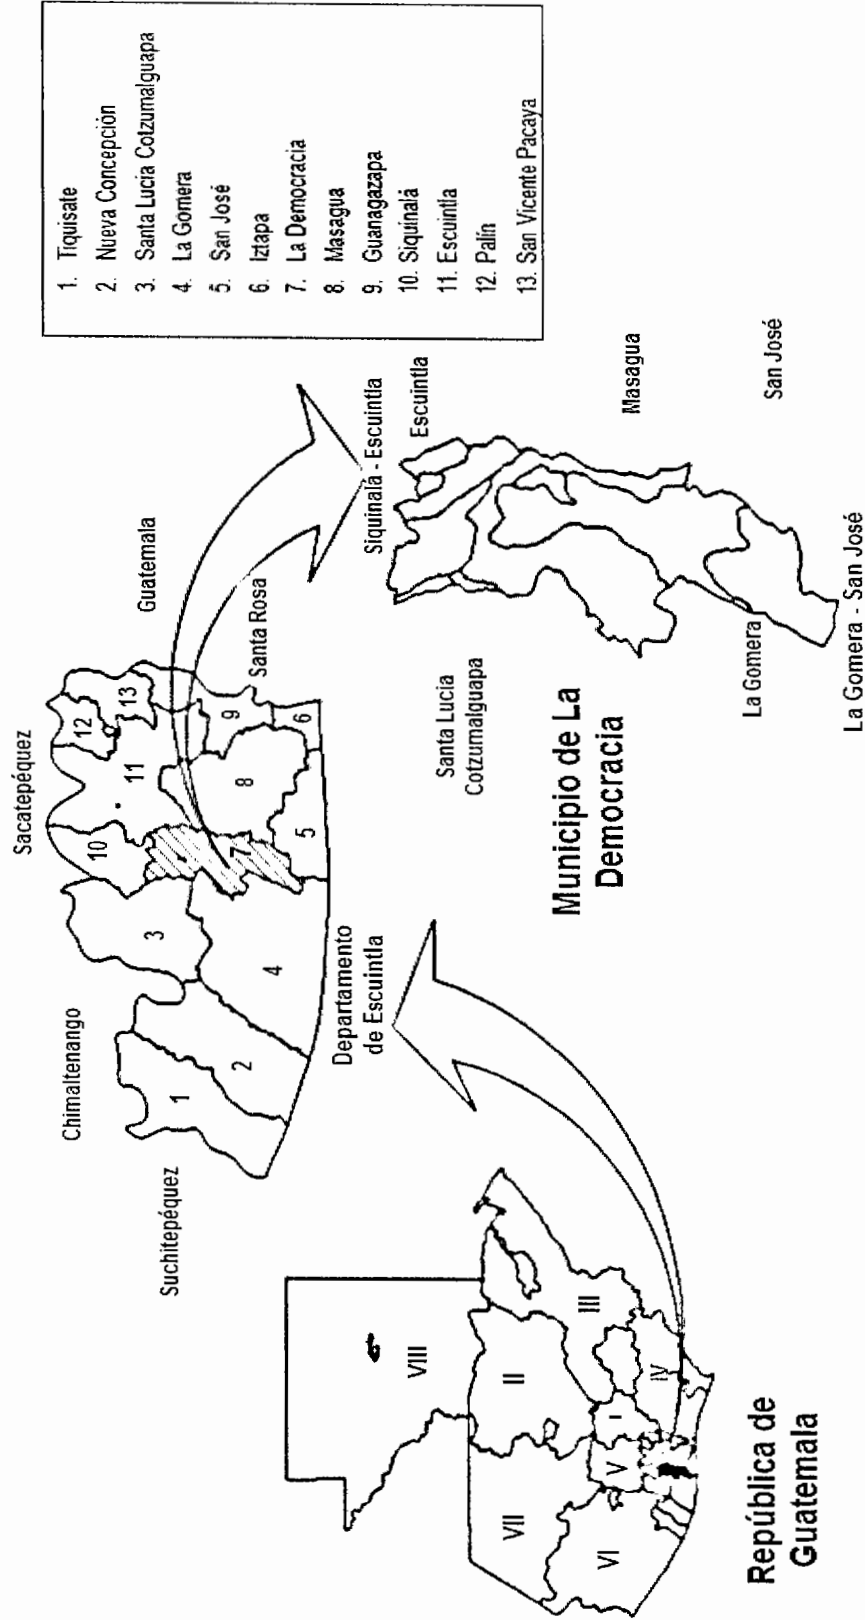 Sacatepéquez
Chimaltenango
Guatemala
Suchitepéquez
Santa Rosa
1
2
3
4
5
6
7
8
9
10
11
12
13
Departamento
de Escuintla
1. Tiquisate
2. Nueva Concepción
3. Santa Lucia Cotzumalguapa
4. La Gomera
5. San José
6. Iztapa
7. La Democracia
8. Masagua
9. Guanagazapa
10. Siquinalá
11. Escuintla
12. Palín
13. San Vicente Pacaya
VIII
VII
II
III
VI
V
I
IV
República de
Guatemala
Siquinalá - Escuintla
Escuintla
Santa Lucia
Cotzumalguapa
Masagua
La Gomera
San José
La Gomera - San José
Municipio de La
Democracia